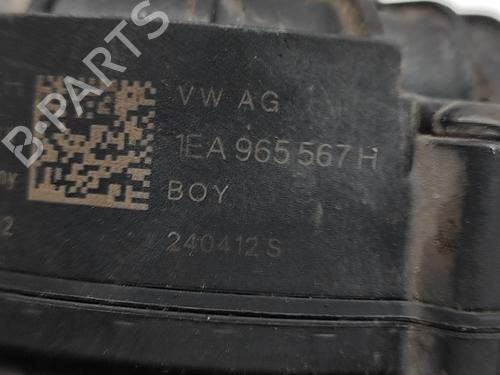 VW AG
1EA 965 567 H
BOY
240412 S
B-PARTS